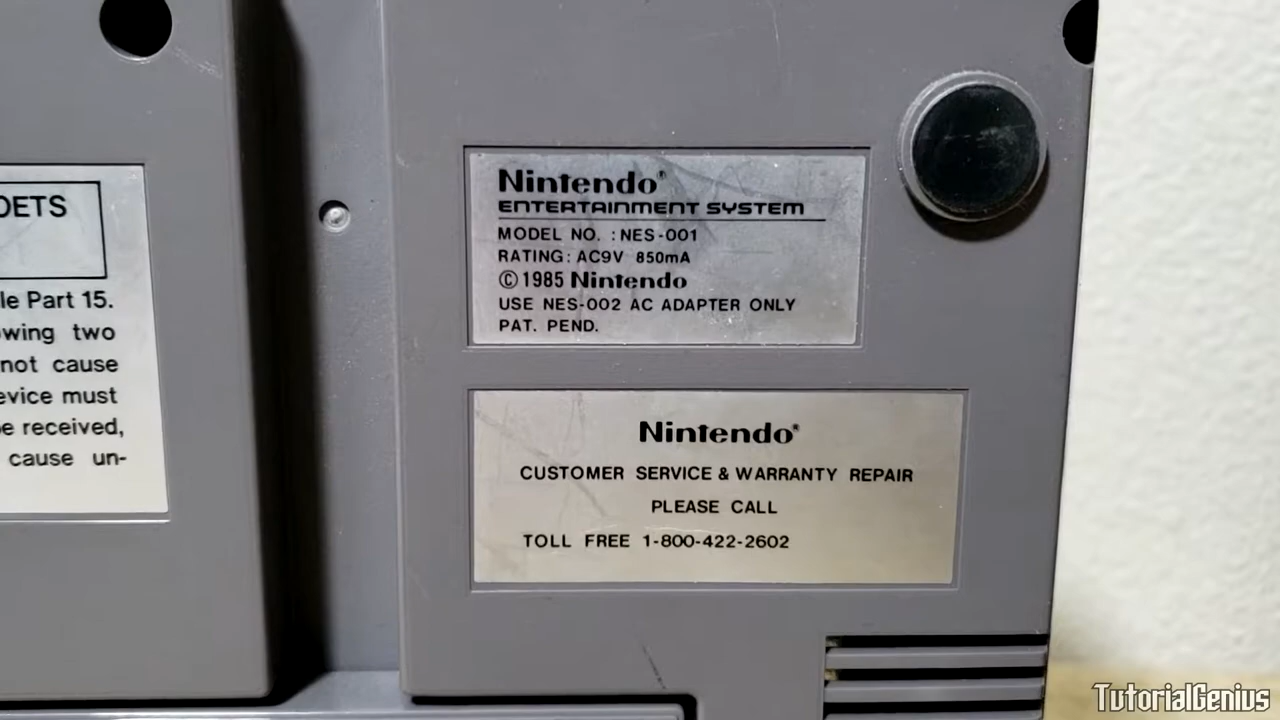 DETS
le Part 15.
owing two
not cause
evice must
be received,
cause un-
Nintendo®
ENTERTAINMENT SYSTEM
MODEL NO. : NES-001
RATING: AC9V 850mA
©1985 Nintendo
USE NES-002 AC ADAPTER ONLY
PAT. PEND.
Nintendo®
CUSTOMER SERVICE & WARRANTY REPAIR
PLEASE CALL
TOLL FREE 1-800-422-2602
TutorialGenius